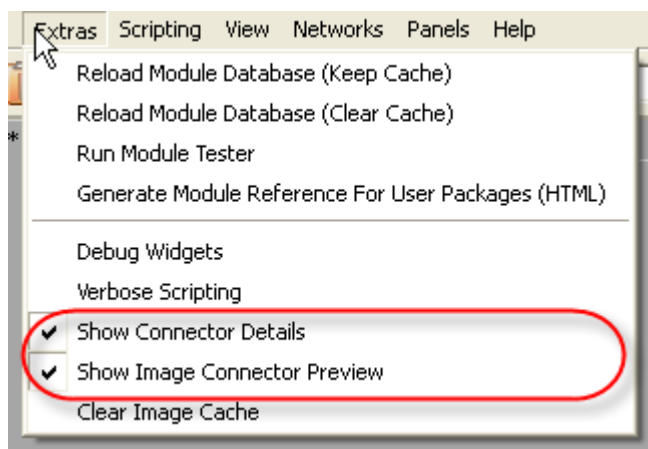 Extras Scripting View Networks Panels Help
Reload Module Database (Keep Cache)
Reload Module Database (Clear Cache)
Run Module Tester
Generate Module Reference For User Packages (HTML)
*
Debug Widgets
Verbose Scripting
Show Connector Details
Show Image Connector Preview
Clear Image Cache